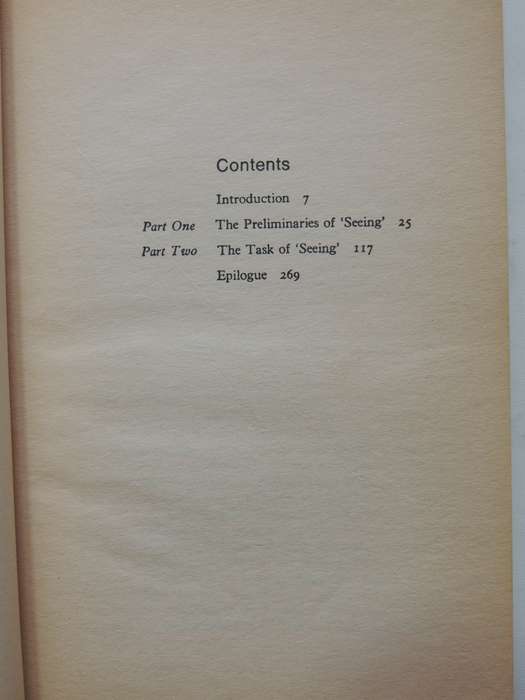 Contents
Introduction 7
Part One The Preliminaries of ‘Seeing’ 25
Part Two The Task of ‘Seeing’ 117
Epilogue 269